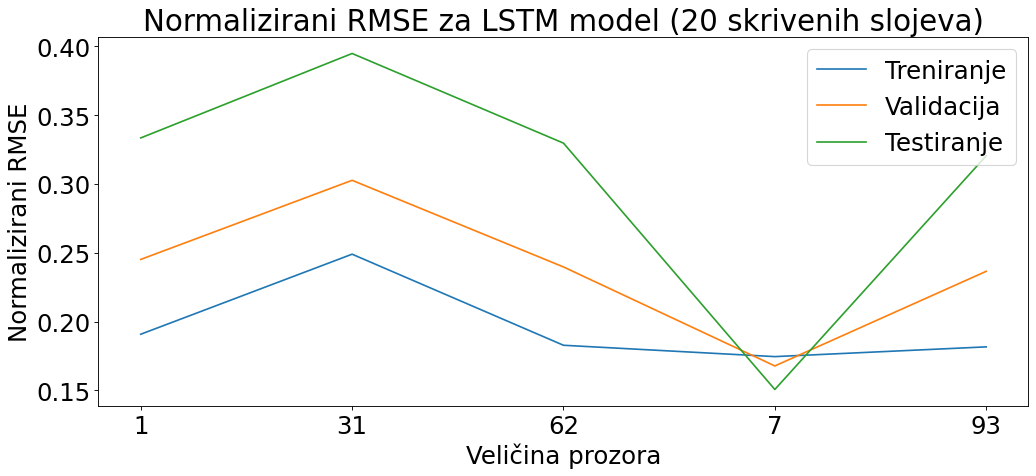 Normalizirani RMSE za LSTM model (20 skrivenih slojeva)
Normalizirani RMSE
0.40
0.35
0.30
0.25
0.20
0.15
Treniranje
Validacija
Testiranje
1 31 62 7 93
Veličina prozora